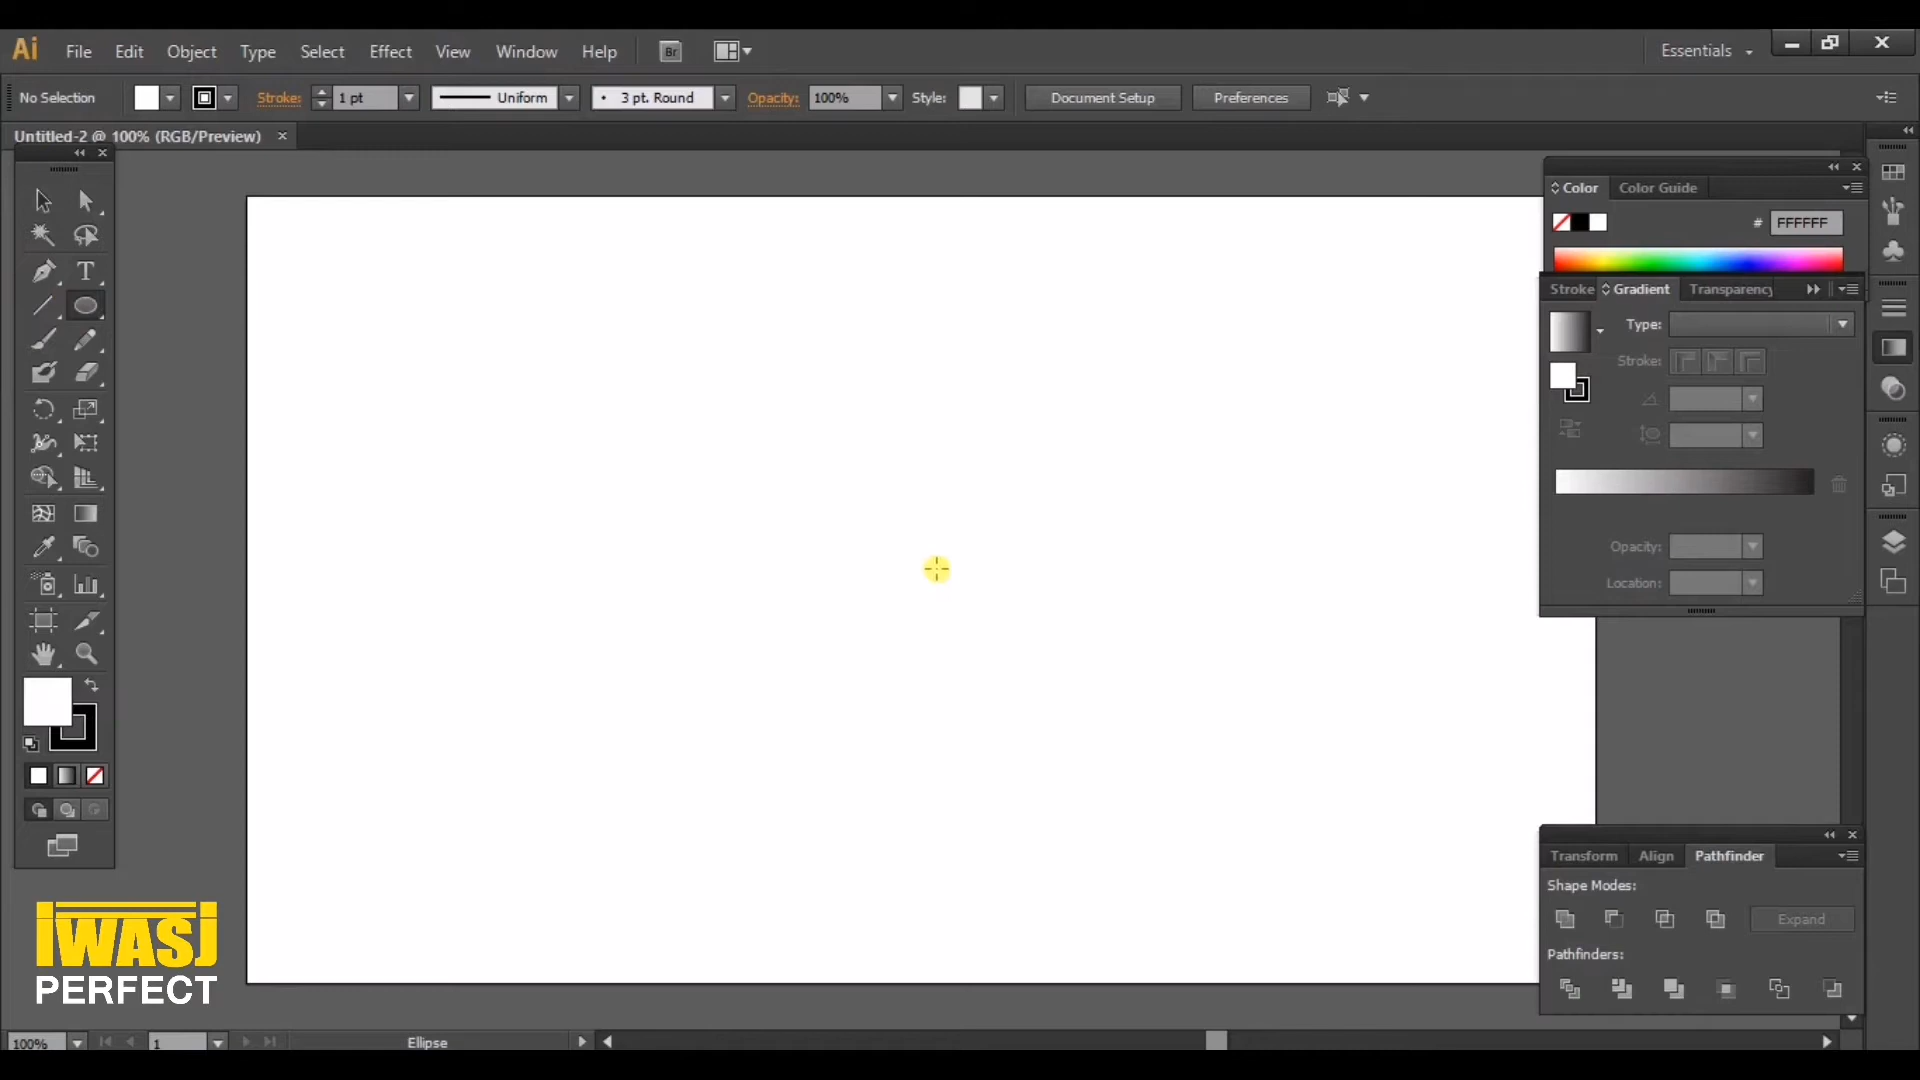 Ai File Edit Object Type Select Effect View Window Help Br Essentials
No Selection Stroke: 1 pt Uniform 3 pt. Round Opacity: 100% Style: Document Setup Preferences
Untitled-2 @ 100% (RGB/Preview)
Color Color Guide
# FFFFFF
Stroke Gradient Transparency
Type:
Stroke:
Opacity:
Location:
Transform Align Pathfinder
Shape Modes:
Expand
Pathfinders:
iWASJ
PERFECT
100% 1 Ellipse